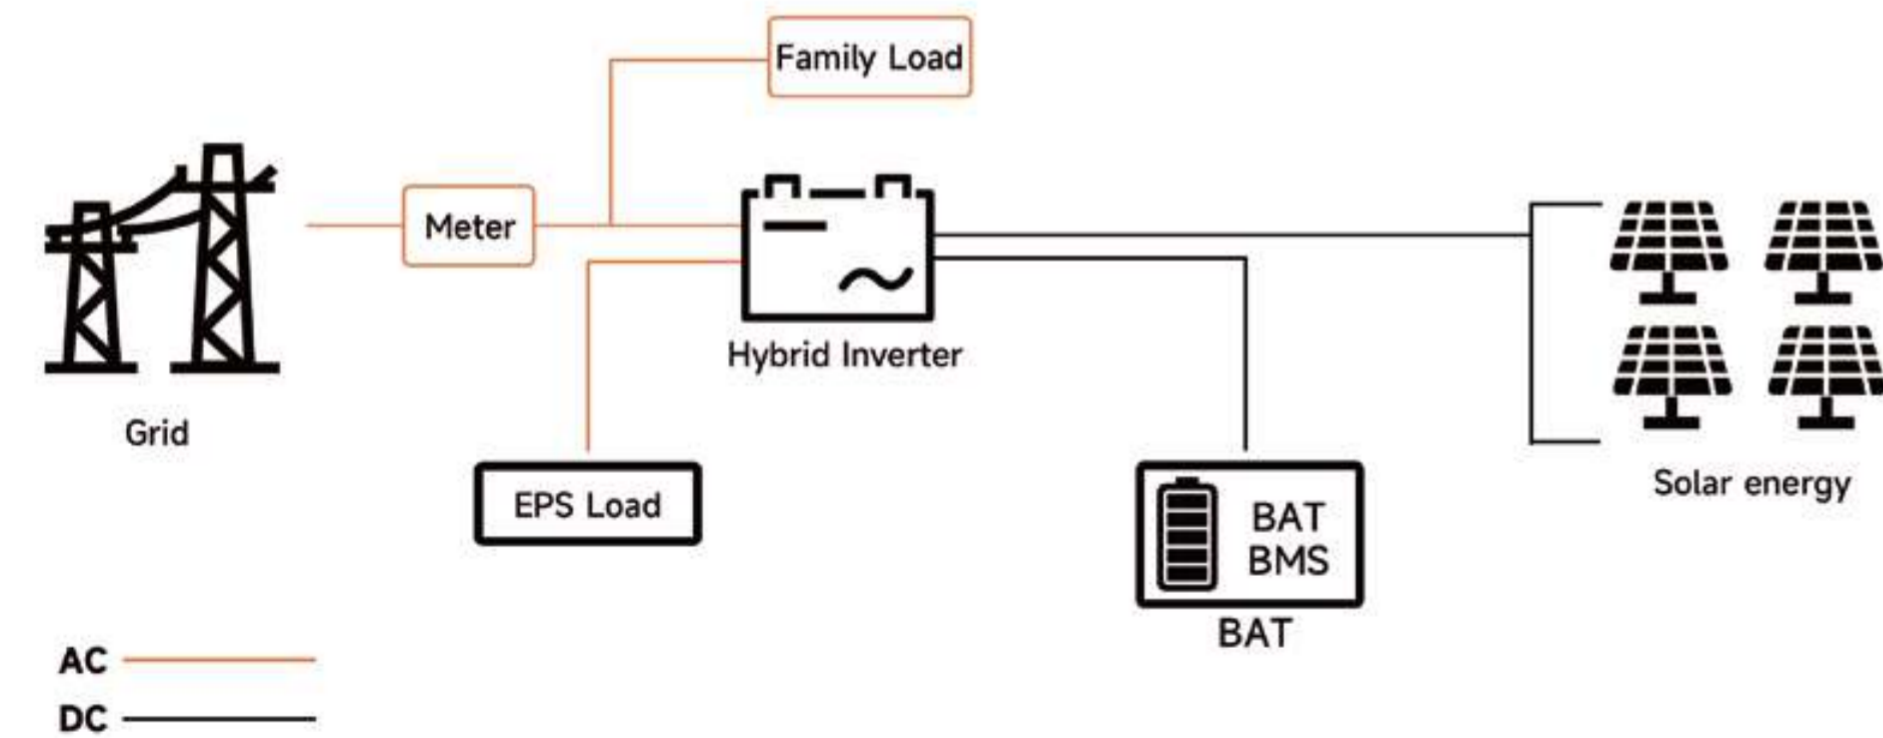 Family Load
Meter
Hybrid Inverter
Grid
EPS Load
BAT
BMS
BAT
Solar energy
AC
DC